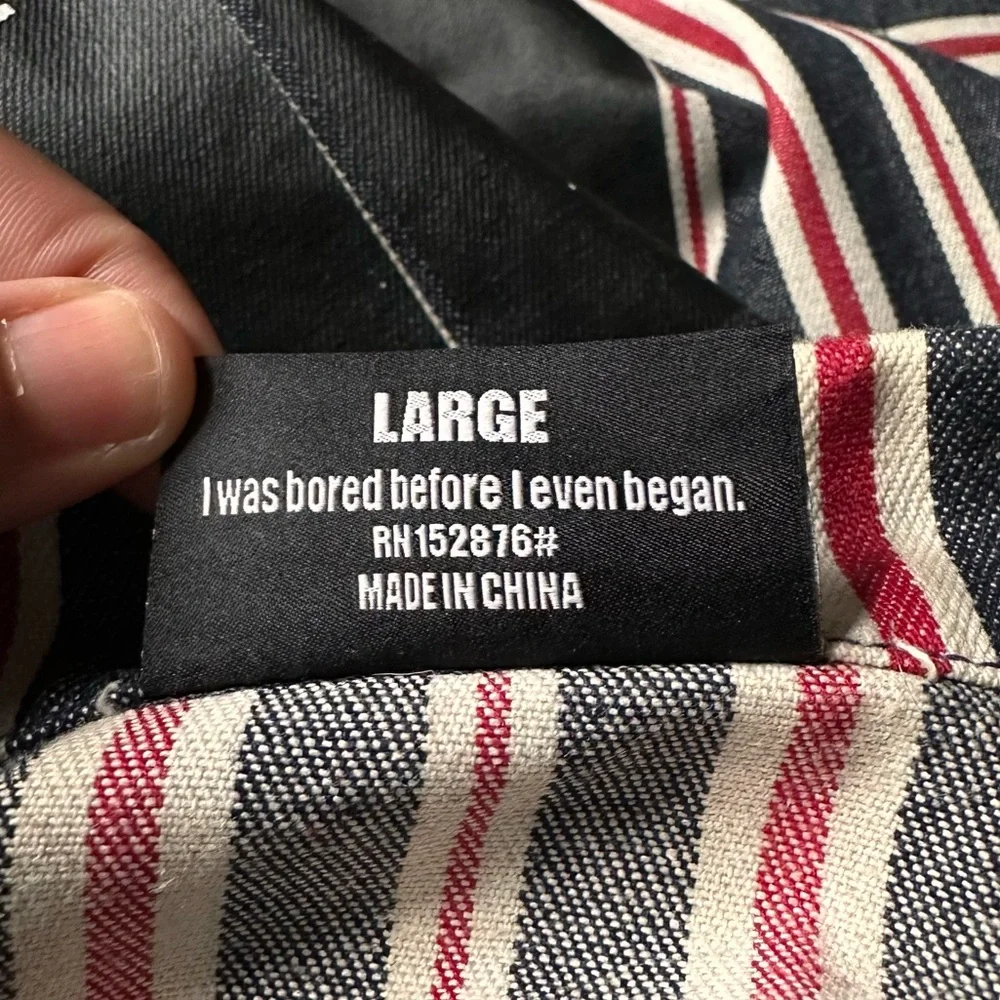 LARGE
I was bored before I even began.
RN152876#
MADE IN CHINA